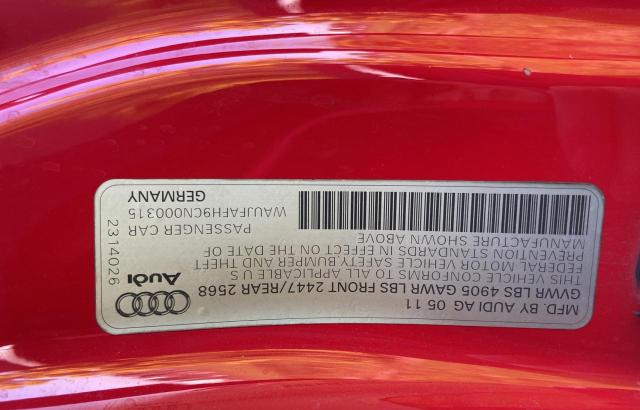 MFD. BY AUDI AG 05 11
GVWR LBS 4905 GAWR LBS FRONT 2447/REAR 2568
THIS VEHICLE CONFORMS TO ALL APPLICABLE U S
FEDERAL MOTOR VEHICLE SAFETY, BUMPER AND THEFT
PREVENTION STANDARDS IN EFFECT ON THE DATE OF
MANUFACTURE SHOWN ABOVE
PASSENGER CAR
WAUJFAFH9CN000315
GERMANY
Audi
2314026